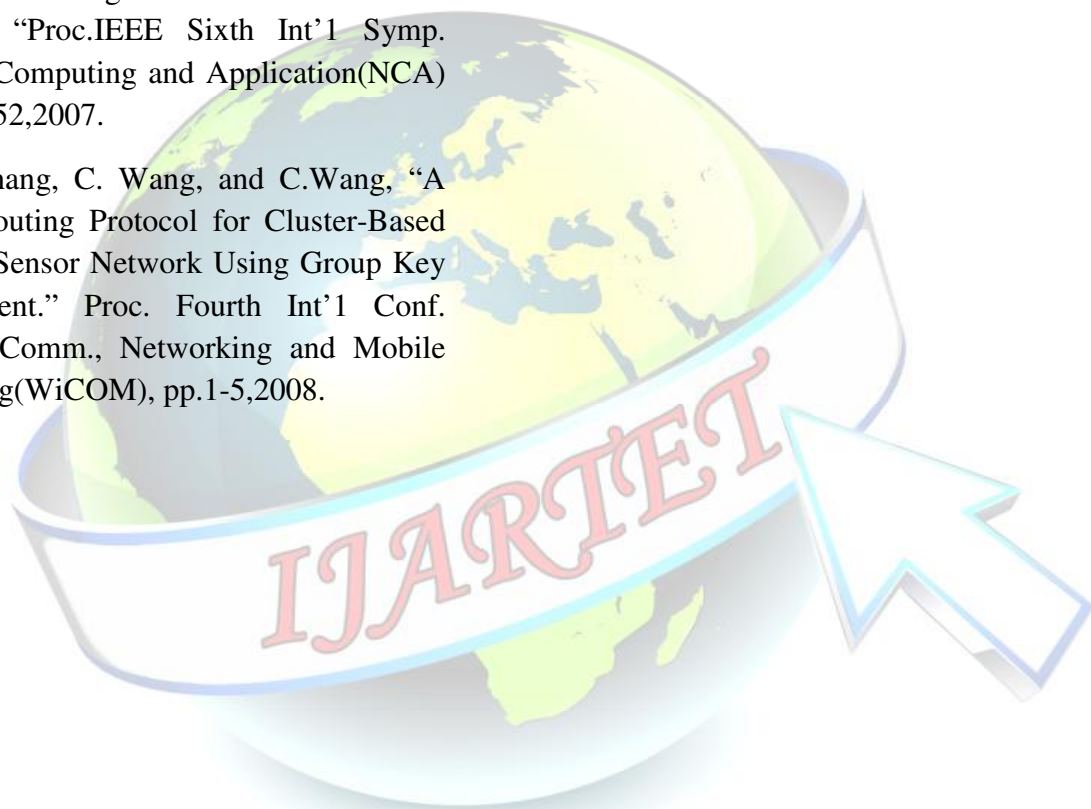 “Proc.IEEE Sixth Int’1 Symp.
Computing and Application(NCA)
52,2007.
hang, C. Wang, and C.Wang, “A
outing Protocol for Cluster-Based
Sensor Network Using Group Key
ent.” Proc. Fourth Int’1 Conf.
Comm., Networking and Mobile
g(WiCOM), pp.1-5,2008.
IJARTET